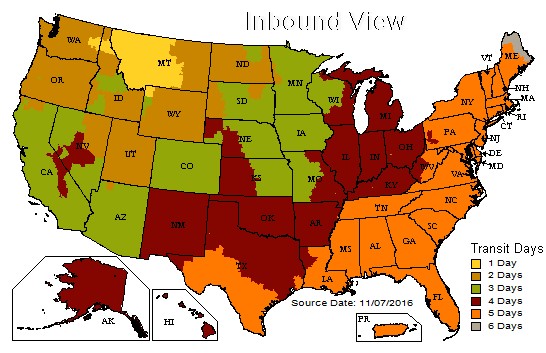 Inbound View
WA
MT
ND
MN
VT
ME
OR
ID
SD
WI
MI
NY
NH
MA
RI
CT
WY
NE
IA
PA
NJ
DE
MD
NV
UT
CO
KS
MO
IL
IN
OH
WV
VA
CA
KY
AZ
NM
OK
AR
TN
NC
SC
TX
LA
MS
AL
GA
FL
AK
HI
PR
Source Date: 11/07/2016
Transit Days
1 Day
2 Days
3 Days
4 Days
5 Days
6 Days